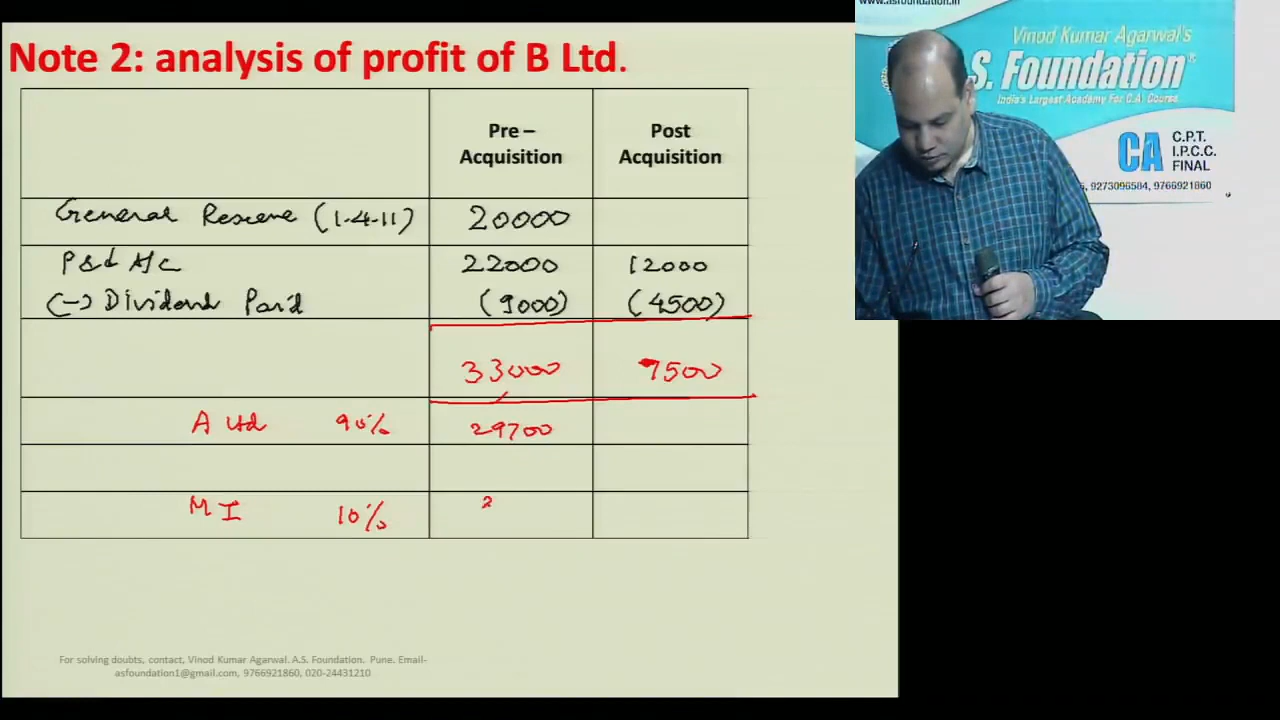 www.asfoundation.in
Vinod Kumar Agarwal's
.S. Foundation®
India's Largest Academy For C.A. Course.
CA C.P.T.
I.P.C.C.
FINAL
, 9273096584, 9766921860
Note 2: analysis of profit of B Ltd.
Pre – Acquisition
Post Acquisition
General Reserve (1-4-11) 20000
P&L A/c 22000 12000
(-) Dividend Paid (9000) (4500)
33000 7500
A Ltd 90% 29700
M I 10%
For solving doubts, contact, Vinod Kumar Agarwal. A.S. Foundation. Pune. Email-
asfoundation1@gmail.com, 9766921860, 020-24431210